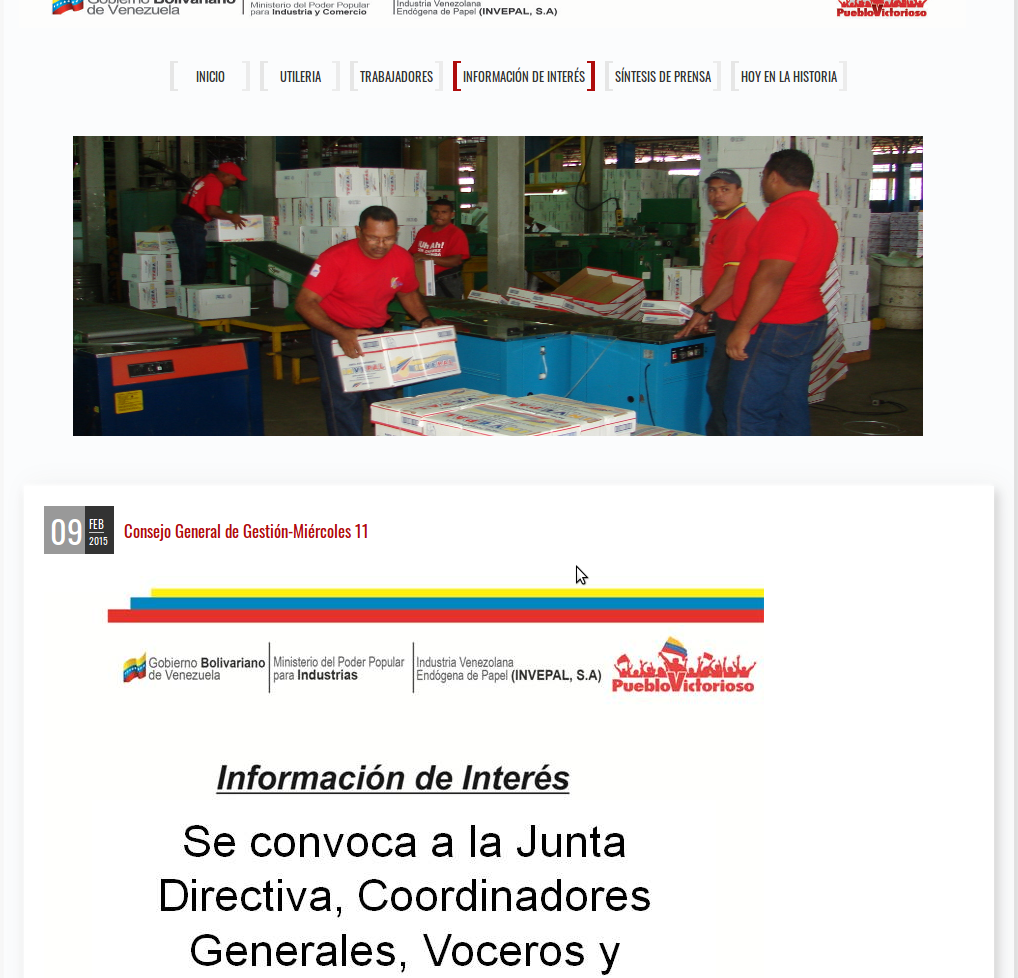 Gobierno Bolivariano
de Venezuela
Ministerio del Poder Popular
para Industria y Comercio
Industria Venezolana
Endógena de Papel (INVEPAL, S.A)
PuebloVictorioso
INICIO
UTILERIA
TRABAJADORES
INFORMACIÓN DE INTERÉS
SÍNTESIS DE PRENSA
HOY EN LA HISTORIA
09
FEB
2015
Consejo General de Gestión-Miércoles 11
Gobierno Bolivariano
de Venezuela
Ministerio del Poder Popular
para Industrias
Industria Venezolana
Endógena de Papel (INVEPAL, S.A)
PuebloVictorioso
Información de Interés
Se convoca a la Junta
Directiva, Coordinadores
Generales, Voceros y